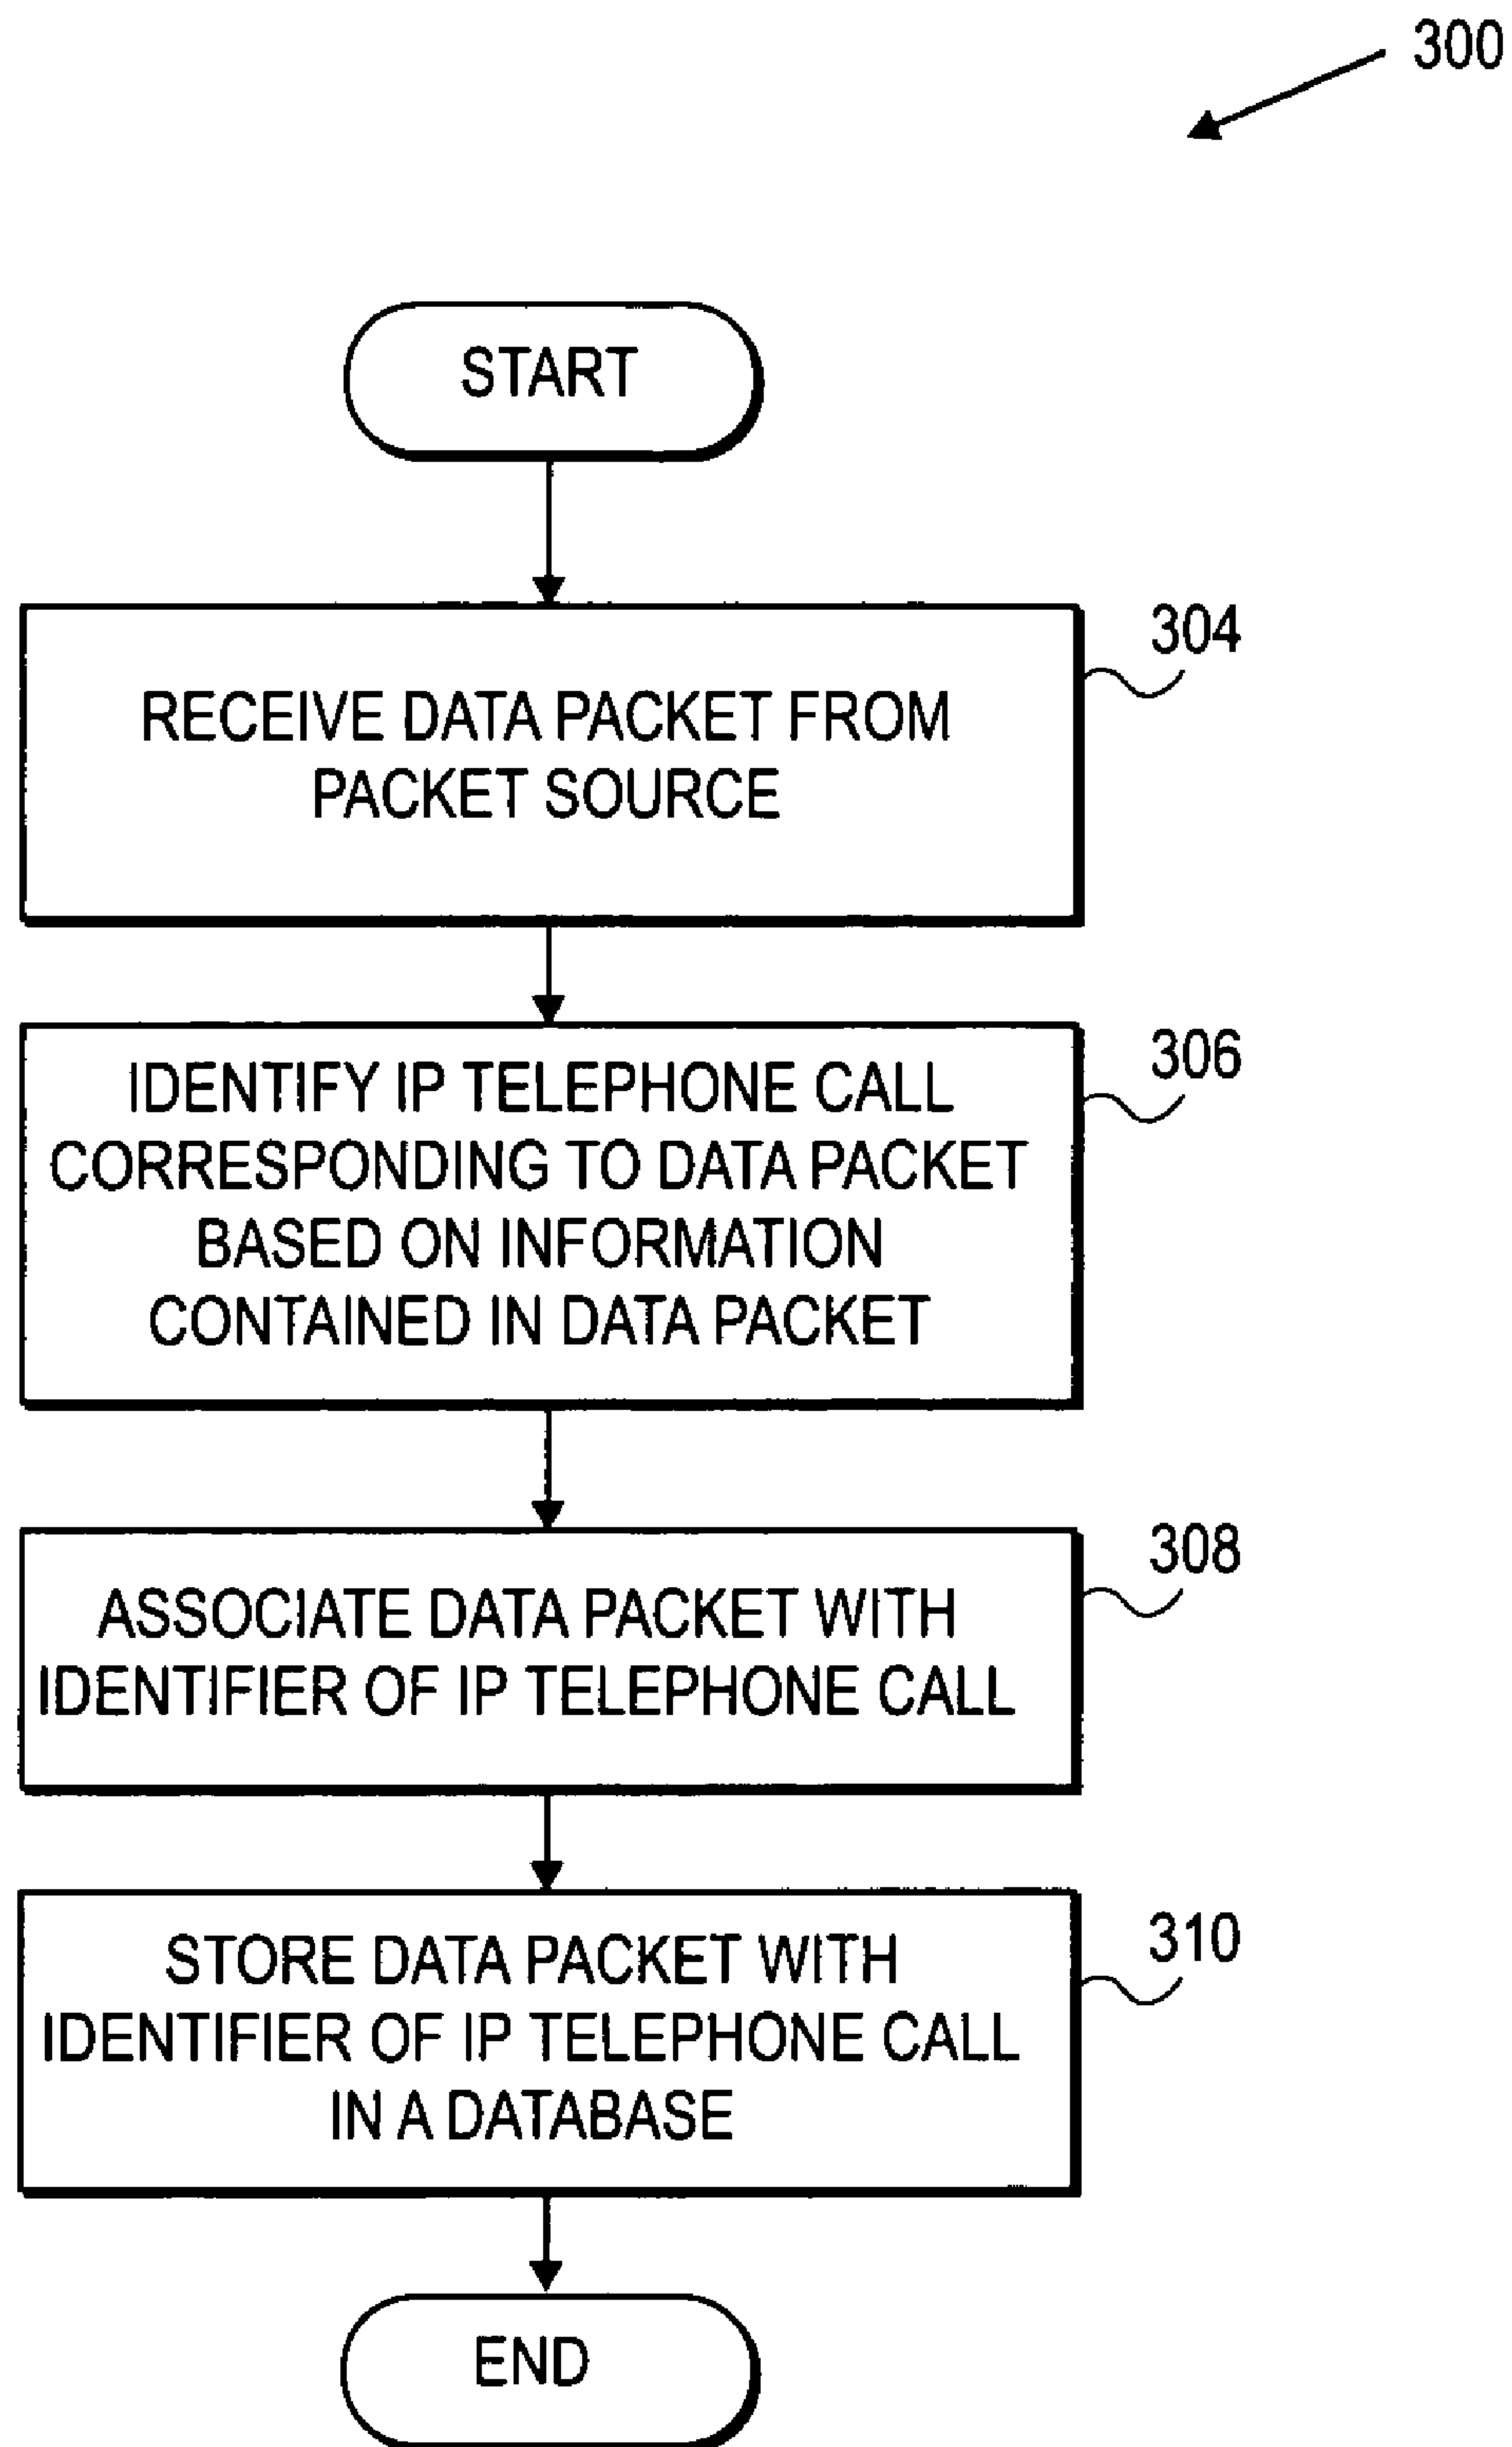 300
START
304
RECEIVE DATA PACKET FROM
PACKET SOURCE
306
IDENTIFY IP TELEPHONE CALL
CORRESPONDING TO DATA PACKET
BASED ON INFORMATION
CONTAINED IN DATA PACKET
308
ASSOCIATE DATA PACKET WITH
IDENTIFIER OF IP TELEPHONE CALL
310
STORE DATA PACKET WITH
IDENTIFIER OF IP TELEPHONE CALL
IN A DATABASE
END